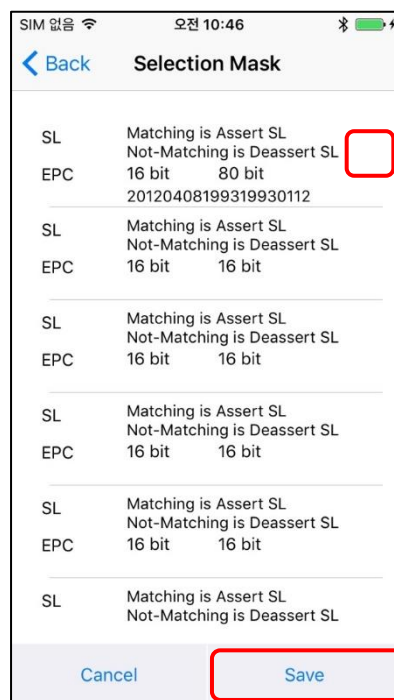 SIM 없음 오전 10:46
Back Selection Mask
SL Matching is Assert SL
Not-Matching is Deassert SL
EPC 16 bit 80 bit
20120408199319930112
SL Matching is Assert SL
Not-Matching is Deassert SL
EPC 16 bit 16 bit
SL Matching is Assert SL
Not-Matching is Deassert SL
EPC 16 bit 16 bit
SL Matching is Assert SL
Not-Matching is Deassert SL
EPC 16 bit 16 bit
SL Matching is Assert SL
Not-Matching is Deassert SL
EPC 16 bit 16 bit
SL Matching is Assert SL
Not-Matching is Deassert SL
Cancel Save